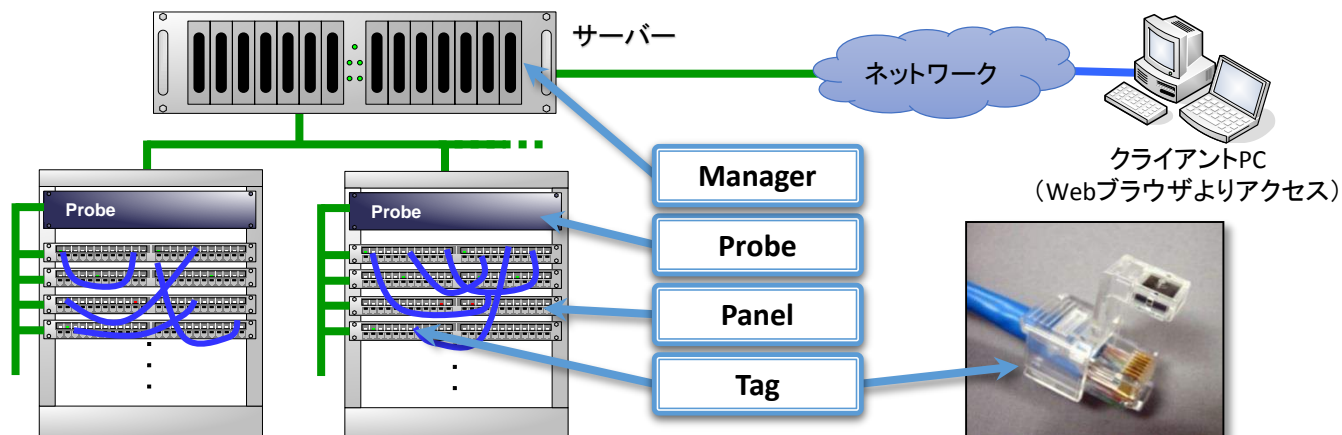 サーバー
ネットワーク
クライアントPC
（Webブラウザよりアクセス）
Manager
Probe
Probe
Probe
Panel
Tag